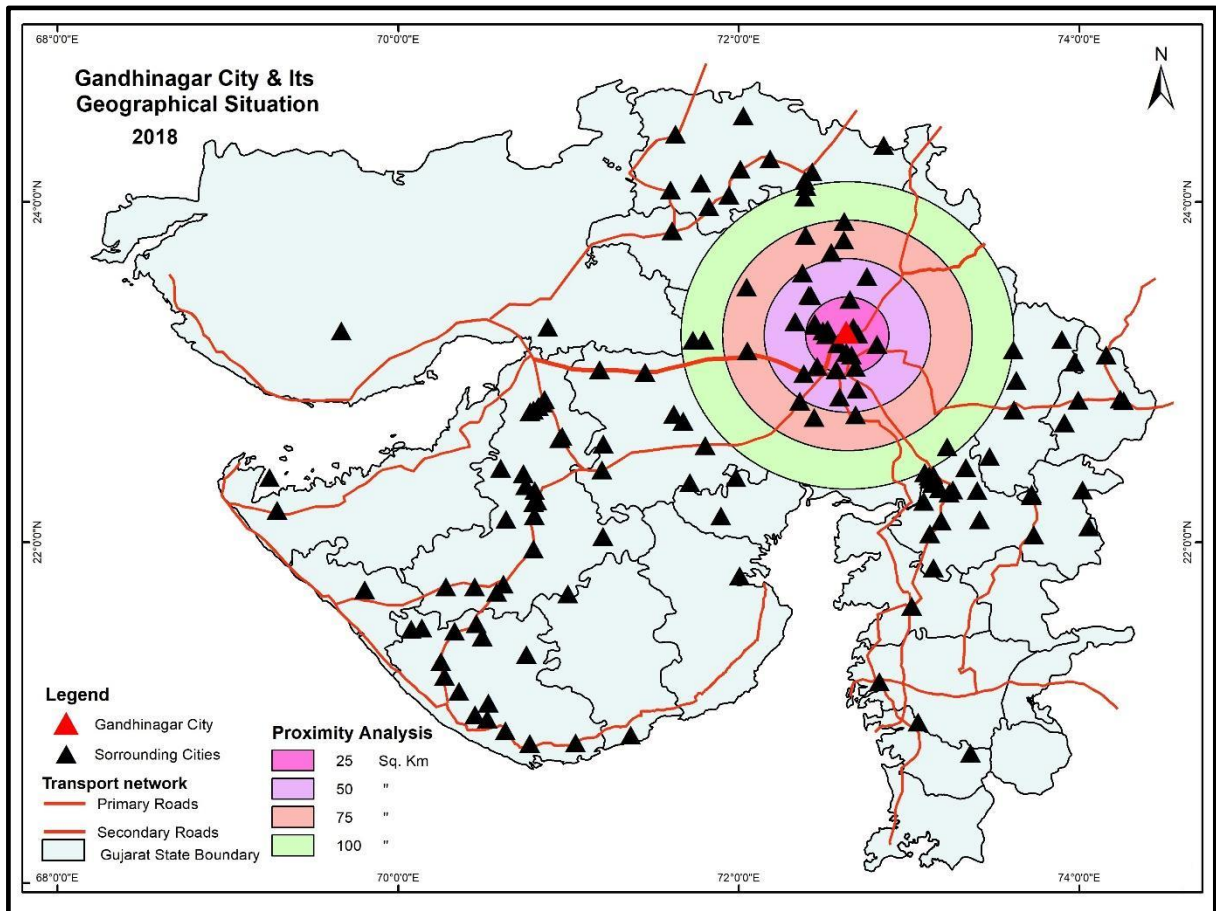 68°0'0"E
70°0'0"E
72°0'0"E
74°0'0"E
Gandhinagar City & Its
Geographical Situation
2018
N
24°0'0"N
24°0'0"N
22°0'0"N
22°0'0"N
Legend
Gandhinagar City
Sorrounding Cities
Transport network
Primary Roads
Secondary Roads
Gujarat State Boundary
Proximity Analysis
25 Sq. Km
50 "
75 "
100 "
68°0'0"E
70°0'0"E
72°0'0"E
74°0'0"E